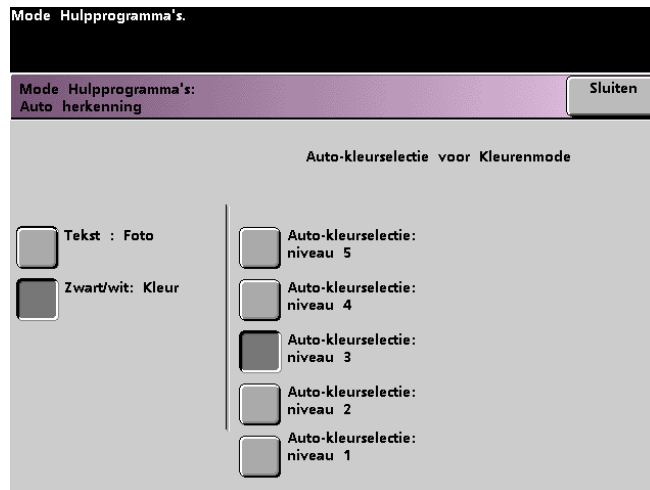 Mode Hulpprogramma's.
Mode Hulpprogramma's:
Auto herkenning
Sluiten
Auto-kleurselectie voor Kleurenmode
Tekst : Foto
Zwart/wit: Kleur
Auto-kleurselectie:
niveau 5
Auto-kleurselectie:
niveau 4
Auto-kleurselectie:
niveau 3
Auto-kleurselectie:
niveau 2
Auto-kleurselectie:
niveau 1